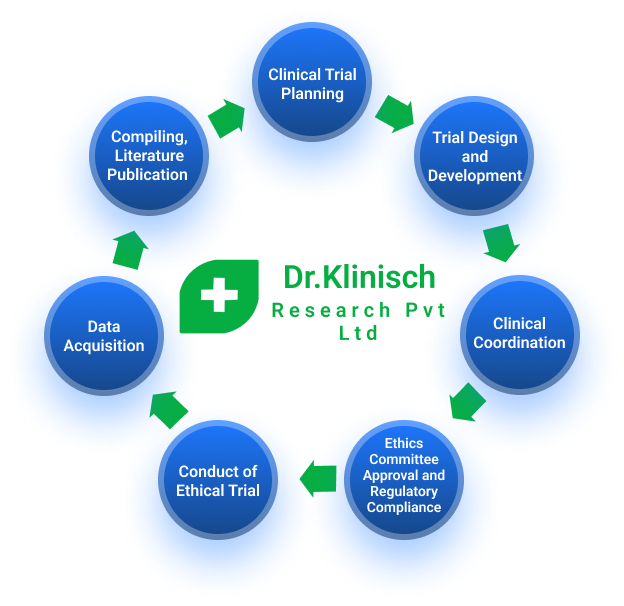 Clinical Trial
Planning
Trial Design
and
Development
Clinical
Coordination
Ethics
Committee
Approval and
Regulatory
Compliance
Conduct of
Ethical Trial
Data
Acquisition
Compiling,
Literature
Publication
Dr.Klinisch
Research Pvt
Ltd